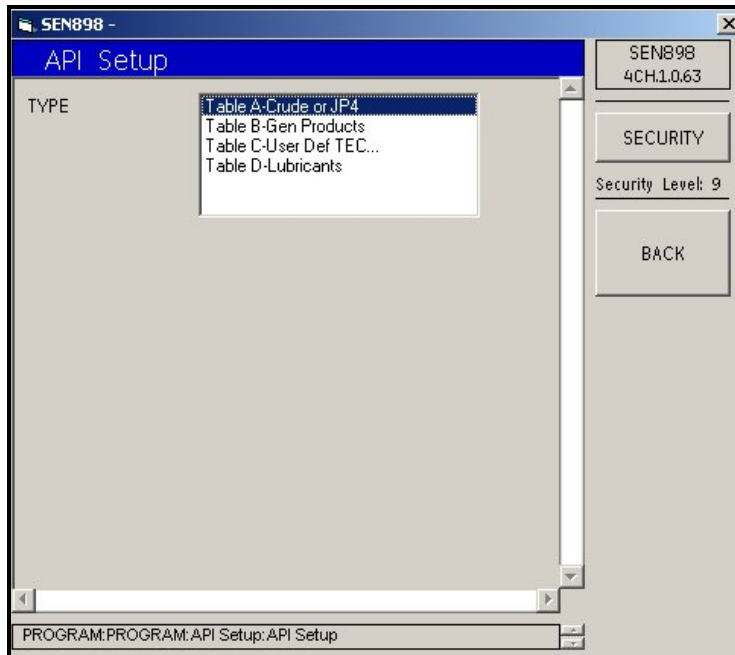 SEN898 -
API Setup
SEN898
4CH.1.0.63
TYPE
Table A-Crude or JP4
Table B-Gen Products
Table C-User Def TEC...
Table D-Lubricants
SECURITY
Security Level: 9
BACK
PROGRAM:PROGRAM:API Setup:API Setup